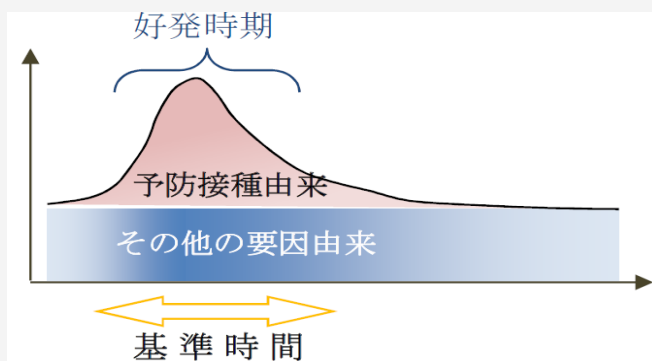 好発時期
予防接種由来
その他の要因由来
基準時間